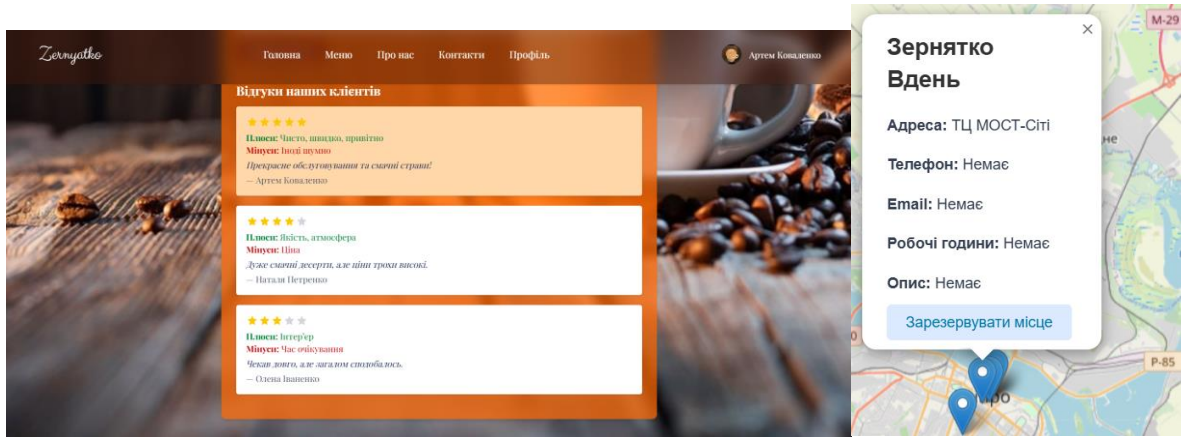 Zernyatko
Головна Меню Про нас Контакти Профіль
Артем Коваленко
Відгуки наших клієнтів
Плюси: Чисто, швидко, привітно
Мінуси: Іноді шумно
Прекрасне обслуговування та смачні страви!
— Артем Коваленко
Плюси: Якість, атмосфера
Мінуси: Ціна
Дуже смачні десерти, але ціни трохи високі.
— Наталя Петренко
Плюси: Інтер'єр
Мінуси: Час очікування
Чекав довго, але загалом сподобалось.
— Олена Іваненко
×
Зернятко
Вдень
Адреса: ТЦ МОСТ-Сіті
Телефон: Немає
Email: Немає
Робочі години: Немає
Опис: Немає
Зарезервувати місце
М-29
Р-85